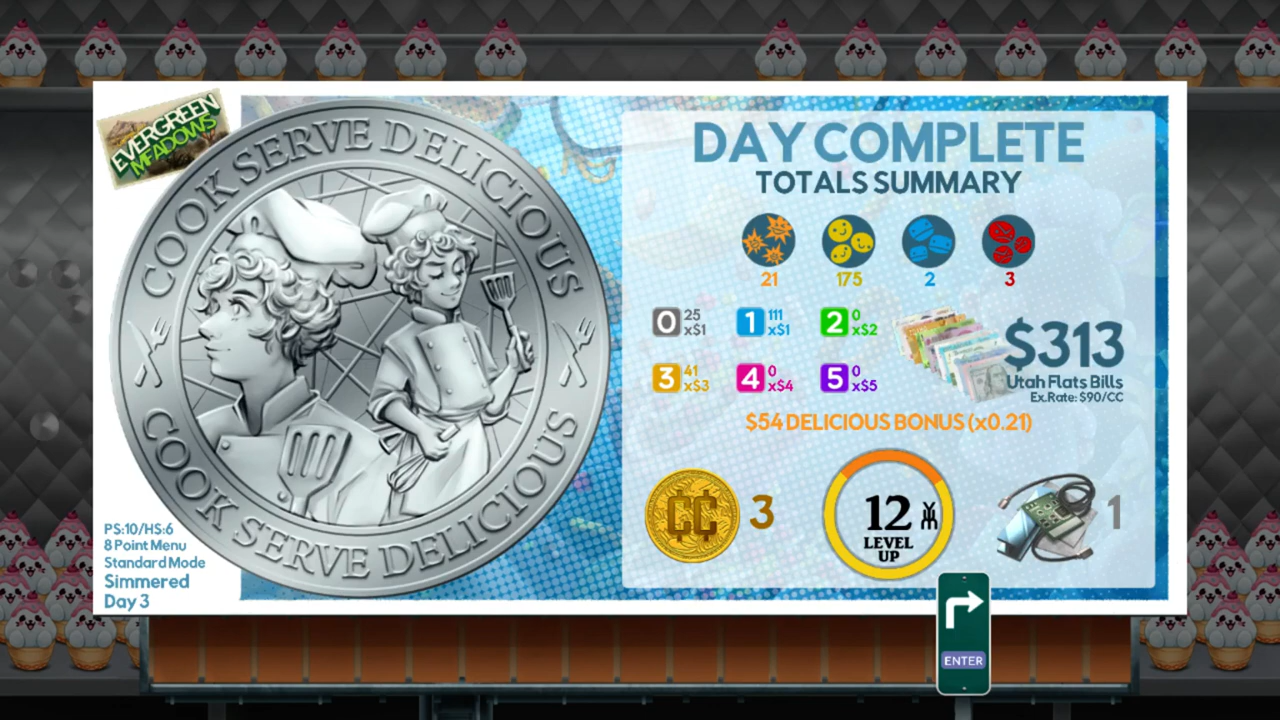 EVERGREEN
MEADOWS
COOK SERVE DELICIOUS
COOK SERVE DELICIOUS
PS:10/HS:6
8 Point Menu
Standard Mode
Simmered
Day 3
DAY COMPLETE
TOTALS SUMMARY
21 175 2 3
0 25 x$1 1 111 x$1 2 0 x$2
3 41 x$3 4 0 x$4 5 0 x$5
$313
Utah Flats Bills
Ex.Rate: $90/CC
$54 DELICIOUS BONUS (x0.21)
CC 3
12
LEVEL
UP
1
ENTER